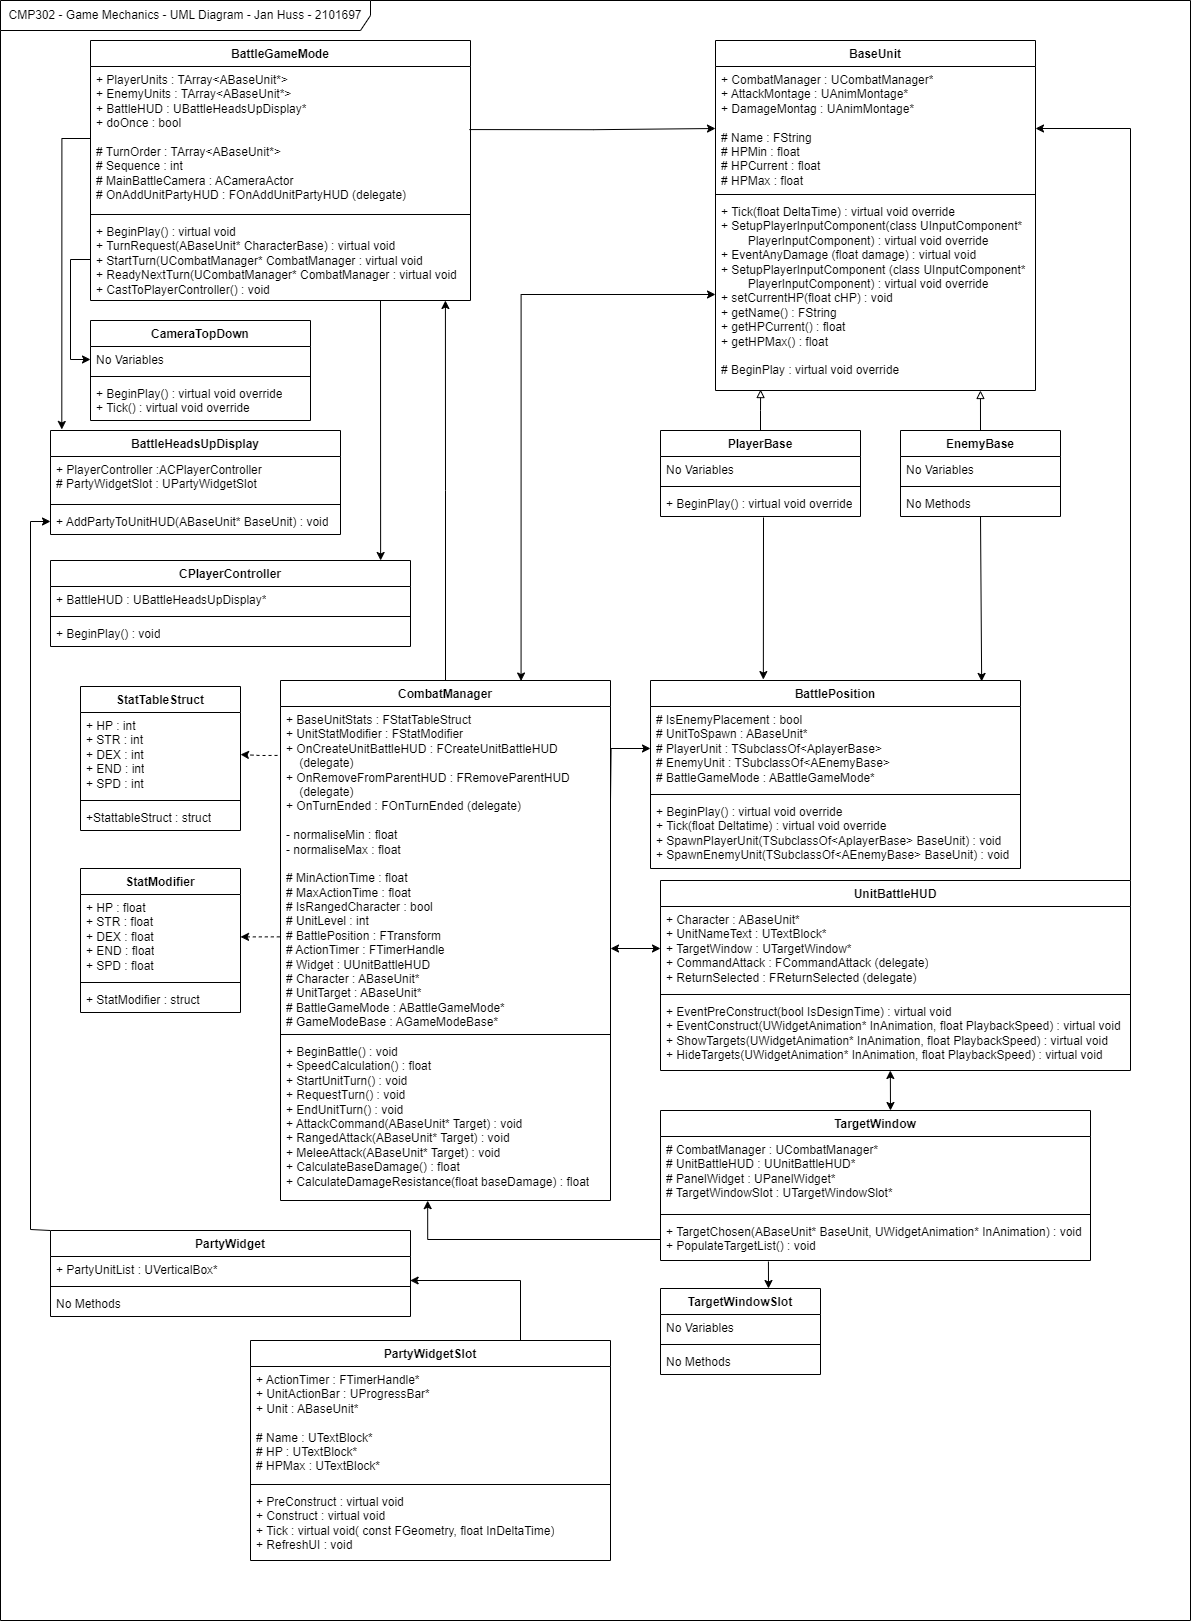 CMP302 - Game Mechanics - UML Diagram - Jan Huss - 2101697
BattleGameMode
+ PlayerUnits : TArray<ABaseUnit*>
+ EnemyUnits : TArray<ABaseUnit*>
+ BattleHUD : UBattleHeadsUpDisplay*
+ doOnce : bool
# TurnOrder : TArray<ABaseUnit*>
# Sequence : int
# MainBattleCamera : ACameraActor
# OnAddUnitPartyHUD : FOnAddUnitPartyHUD (delegate)
+ BeginPlay() : virtual void
+ TurnRequest(ABaseUnit* CharacterBase) : virtual void
+ StartTurn(UCombatManager* CombatManager : virtual void
+ ReadyNextTurn(UCombatManager* CombatManager : virtual void
+ CastToPlayerController() : void
BaseUnit
+ CombatManager : UCombatManager*
+ AttackMontage : UAnimMontage*
+ DamageMontag : UAnimMontage*
# Name : FString
# HPMin : float
# HPCurrent : float
# HPMax : float
+ Tick(float DeltaTime) : virtual void override
+ SetupPlayerInputComponent(class UInputComponent*
PlayerInputComponent) : virtual void override
+ EventAnyDamage (float damage) : virtual void
+ SetupPlayerInputComponent (class UInputComponent*
PlayerInputComponent) : virtual void override
+ setCurrentHP(float cHP) : void
+ getName() : FString
+ getHPCurrent() : float
+ getHPMax() : float
# BeginPlay : virtual void override
CameraTopDown
No Variables
+ BeginPlay() : virtual void override
+ Tick() : virtual void override
BattleHeadsUpDisplay
+ PlayerController :ACPlayerController
# PartyWidgetSlot : UPartyWidgetSlot
+ AddPartyToUnitHUD(ABaseUnit* BaseUnit) : void
PlayerBase
No Variables
+ BeginPlay() : virtual void override
EnemyBase
No Variables
No Methods
CPlayerController
+ BattleHUD : UBattleHeadsUpDisplay*
+ BeginPlay() : void
StatTableStruct
+ HP : int
+ STR : int
+ DEX : int
+ END : int
+ SPD : int
+StattableStruct : struct
StatModifier
+ HP : float
+ STR : float
+ DEX : float
+ END : float
+ SPD : float
+ StatModifier : struct
CombatManager
+ BaseUnitStats : FStatTableStruct
+ UnitStatModifier : FStatModifier
+ OnCreateUnitBattleHUD : FCreateUnitBattleHUD
(delegate)
+ OnRemoveFromParentHUD : FRemoveParentHUD
(delegate)
+ OnTurnEnded : FOnTurnEnded (delegate)
- normaliseMin : float
- normaliseMax : float
# MinActionTime : float
# MaxActionTime : float
# IsRangedCharacter : bool
# UnitLevel : int
# BattlePosition : FTransform
# ActionTimer : FTimerHandle
# Widget : UUnitBattleHUD
# Character : ABaseUnit*
# UnitTarget : ABaseUnit*
# BattleGameMode : ABattleGameMode*
# GameModeBase : AGameModeBase*
+ BeginBattle() : void
+ SpeedCalculation() : float
+ StartUnitTurn() : void
+ RequestTurn() : void
+ EndUnitTurn() : void
+ AttackCommand(ABaseUnit* Target) : void
+ RangedAttack(ABaseUnit* Target) : void
+ MeleeAttack(ABaseUnit* Target) : void
+ CalculateBaseDamage() : float
+ CalculateDamageResistance(float baseDamage) : float
BattlePosition
# IsEnemyPlacement : bool
# UnitToSpawn : ABaseUnit*
# PlayerUnit : TSubclassOf<AplayerBase>
# EnemyUnit : TSubclassOf<AEnemyBase>
# BattleGameMode : ABattleGameMode*
+ BeginPlay() : virtual void override
+ Tick(float Deltatime) : virtual void override
+ SpawnPlayerUnit(TSubclassOf<AplayerBase> BaseUnit) : void
+ SpawnEnemyUnit(TSubclassOf<AEnemyBase> BaseUnit) : void
UnitBattleHUD
+ Character : ABaseUnit*
+ UnitNameText : UTextBlock*
+ TargetWindow : UTargetWindow*
+ CommandAttack : FCommandAttack (delegate)
+ ReturnSelected : FReturnSelected (delegate)
+ EventPreConstruct(bool IsDesignTime) : virtual void
+ EventConstruct(UWidgetAnimation* InAnimation, float PlaybackSpeed) : virtual void
+ ShowTargets(UWidgetAnimation* InAnimation, float PlaybackSpeed) : virtual void
+ HideTargets(UWidgetAnimation* InAnimation, float PlaybackSpeed) : virtual void
TargetWindow
# CombatManager : UCombatManager*
# UnitBattleHUD : UUnitBattleHUD*
# PanelWidget : UPanelWidget*
# TargetWindowSlot : UTargetWindowSlot*
+ TargetChosen(ABaseUnit* BaseUnit, UWidgetAnimation* InAnimation) : void
+ PopulateTargetList() : void
PartyWidget
+ PartyUnitList : UVerticalBox*
No Methods
TargetWindowSlot
No Variables
No Methods
PartyWidgetSlot
+ ActionTimer : FTimerHandle*
+ UnitActionBar : UProgressBar*
+ Unit : ABaseUnit*
# Name : UTextBlock*
# HP : UTextBlock*
# HPMax : UTextBlock*
+ PreConstruct : virtual void
+ Construct : virtual void
+ Tick : virtual void( const FGeometry, float InDeltaTime)
+ RefreshUI : void